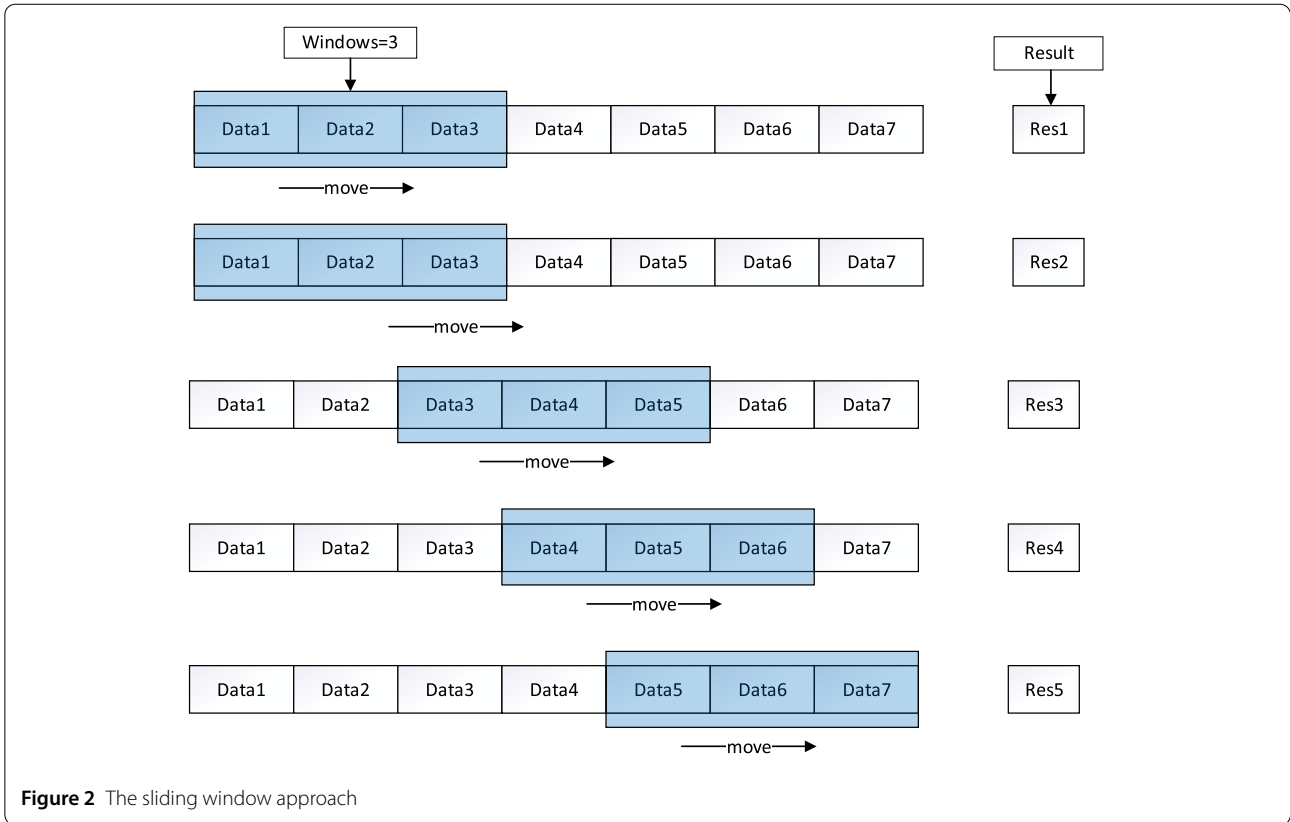 Windows=3
Result
Data1 Data2 Data3 Data4 Data5 Data6 Data7 Res1
move
Data1 Data2 Data3 Data4 Data5 Data6 Data7 Res2
move
Data1 Data2 Data3 Data4 Data5 Data6 Data7 Res3
move
Data1 Data2 Data3 Data4 Data5 Data6 Data7 Res4
move
Data1 Data2 Data3 Data4 Data5 Data6 Data7 Res5
move
Figure 2 The sliding window approach